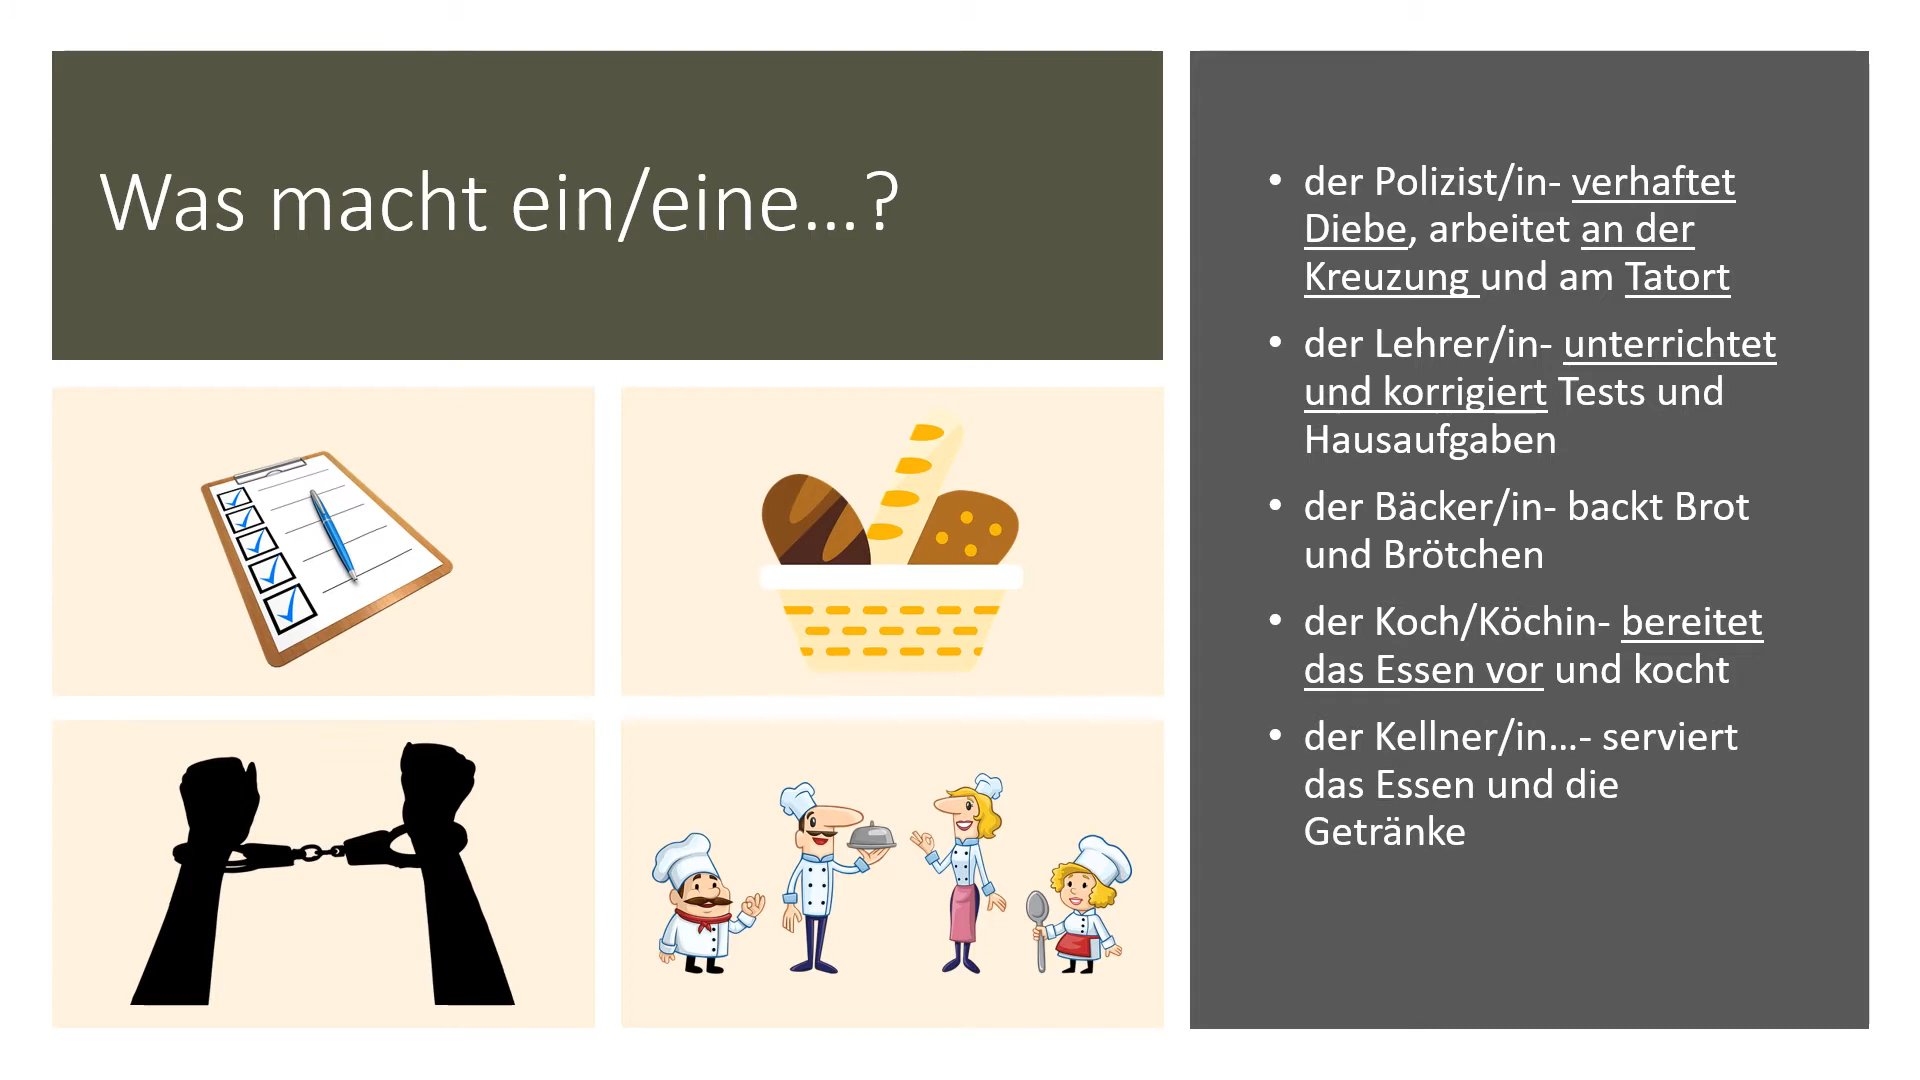 Was macht ein/eine...?
• der Polizist/in- verhaftet
Diebe, arbeitet an der
Kreuzung und am Tatort
• der Lehrer/in- unterrichtet
und korrigiert Tests und
Hausaufgaben
• der Bäcker/in- backt Brot
und Brötchen
• der Koch/Köchin- bereitet
das Essen vor und kocht
• der Kellner/in...- serviert
das Essen und die
Getränke